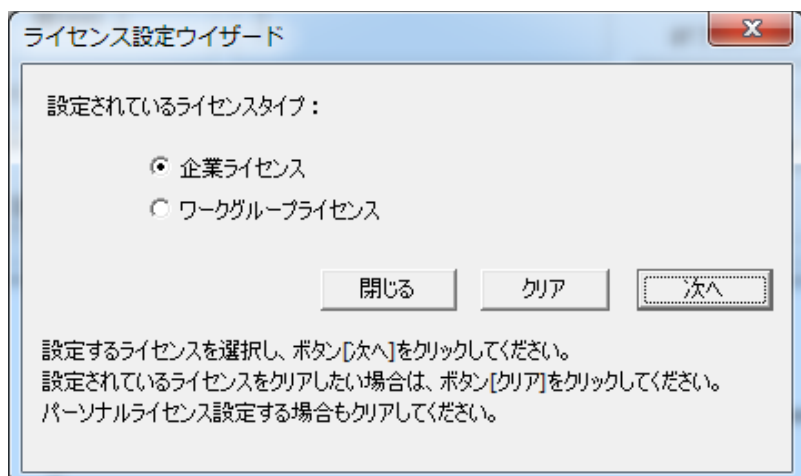 ライセンス設定ウイザード
設定されているライセンスタイプ：
企業ライセンス
ワークグループライセンス
閉じる
クリア
次へ
設定するライセンスを選択し、ボタン[次へ]をクリックしてください。
設定されているライセンスをクリアしたい場合は、ボタン[クリア]をクリックしてください。
パーソナルライセンス設定する場合もクリアしてください。